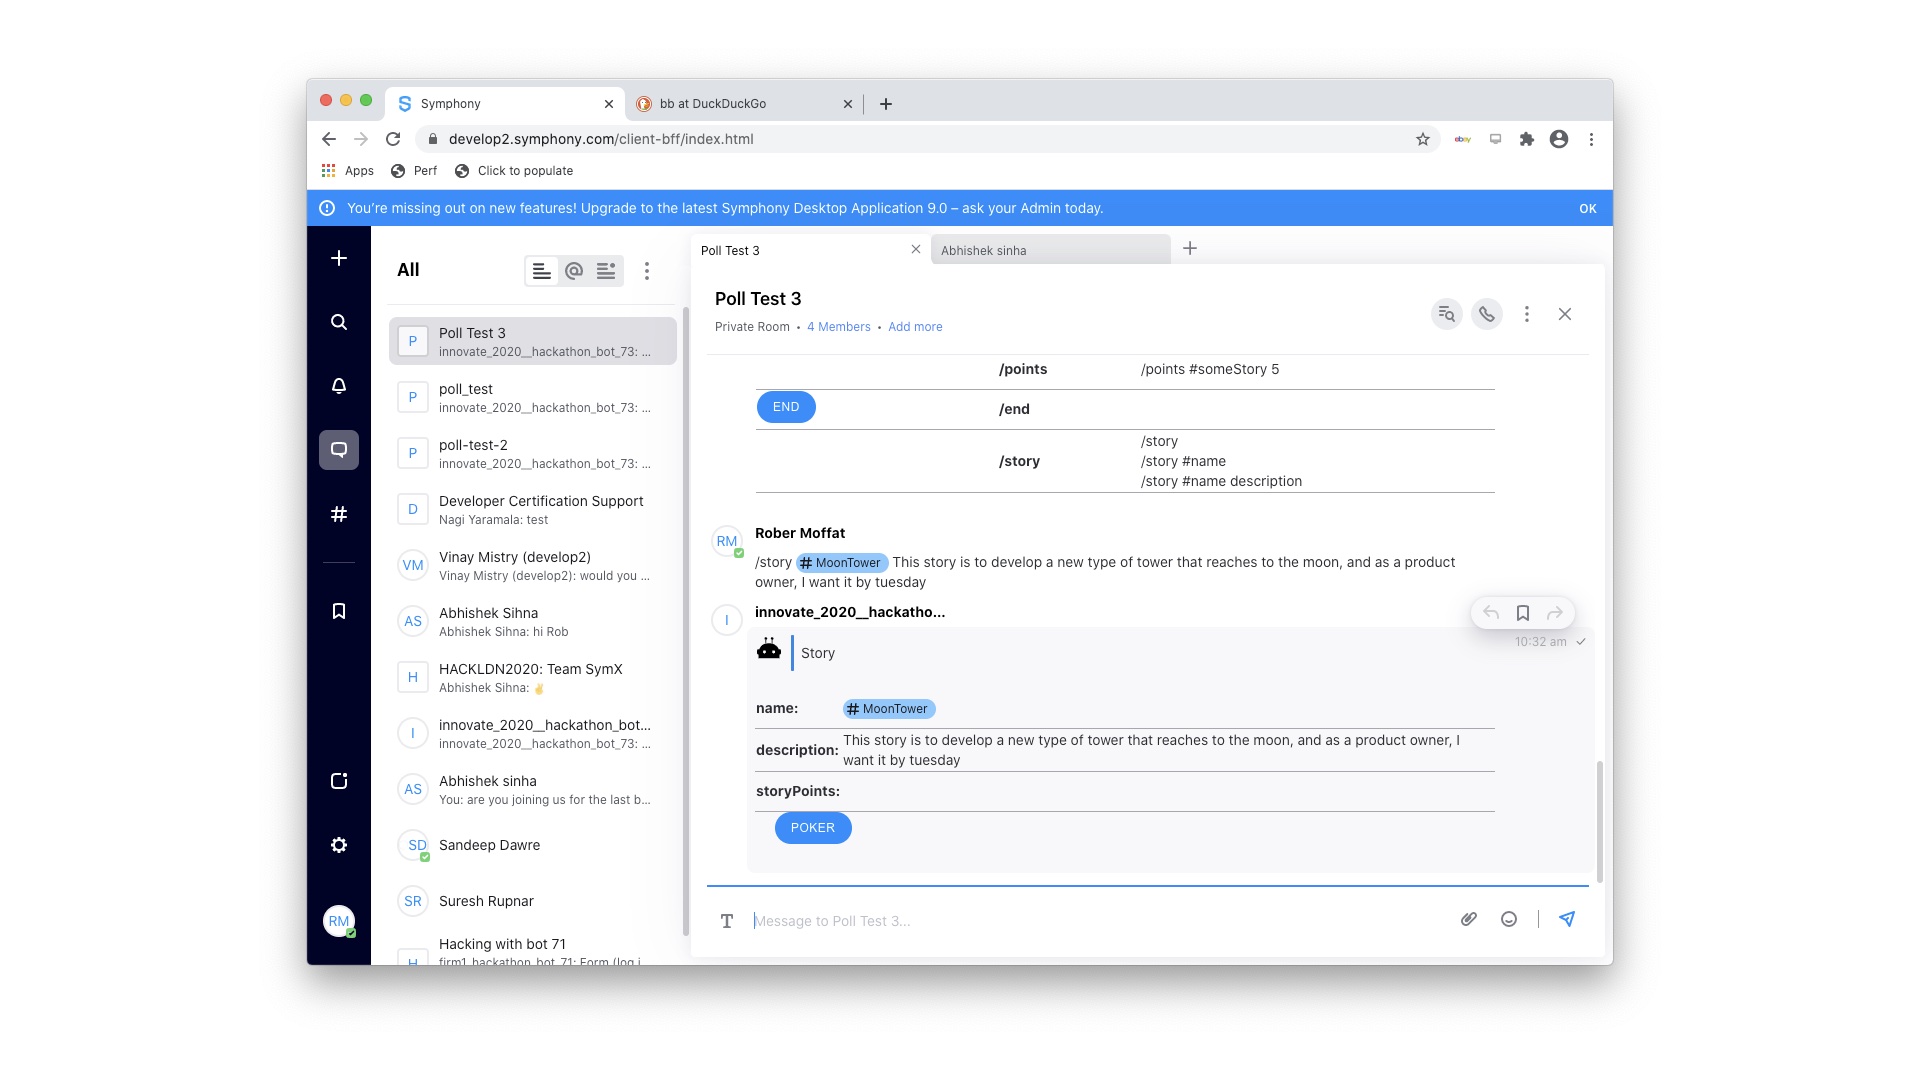 Symphony
bb at DuckDuckGo
develop2.symphony.com/client-bff/index.html
ebay
Apps
Perf
Click to populate
You're missing out on new features! Upgrade to the latest Symphony Desktop Application 9.0 – ask your Admin today.
OK
All
P
Poll Test 3
innovate_2020__hackathon_bot_73: ...
P
poll_test
innovate_2020__hackathon_bot_73: ...
P
poll-test-2
innovate_2020__hackathon_bot_73: ...
D
Developer Certification Support
Nagi Yaramala: test
VM
Vinay Mistry (develop2)
Vinay Mistry (develop2): would you ...
AS
Abhishek Sihna
Abhishek Sihna: hi Rob
H
HACKLDN2020: Team SymX
Abhishek Sihna: ✌
I
innovate_2020__hackathon_bot...
innovate_2020__hackathon_bot_73: ...
AS
Abhishek sinha
You: are you joining us for the last b...
SD
Sandeep Dawre
SR
Suresh Rupnar
H
Hacking with bot 71
firm1_hackathon_bot_71: Form (log i
RM
Poll Test 3
Abhishek sinha
Poll Test 3
Private Room • 4 Members • Add more
/points /points #someStory 5
END /end
/story
/story
/story #name
/story #name description
RM
Rober Moffat
/story # MoonTower This story is to develop a new type of tower that reaches to the moon, and as a product
owner, I want it by tuesday
I
innovate_2020__hackatho...
10:32 am
Story
name: # MoonTower
description:
This story is to develop a new type of tower that reaches to the moon, and as a product owner, I
want it by tuesday
storyPoints:
POKER
T
Message to Poll Test 3...